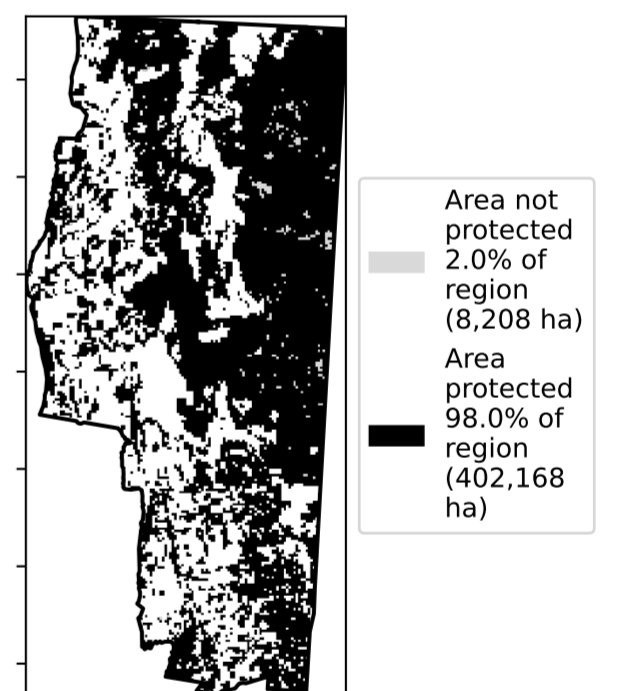 Area not
protected
2.0% of
region
(8,208 ha)
Area
protected
98.0% of
region
(402,168
ha)